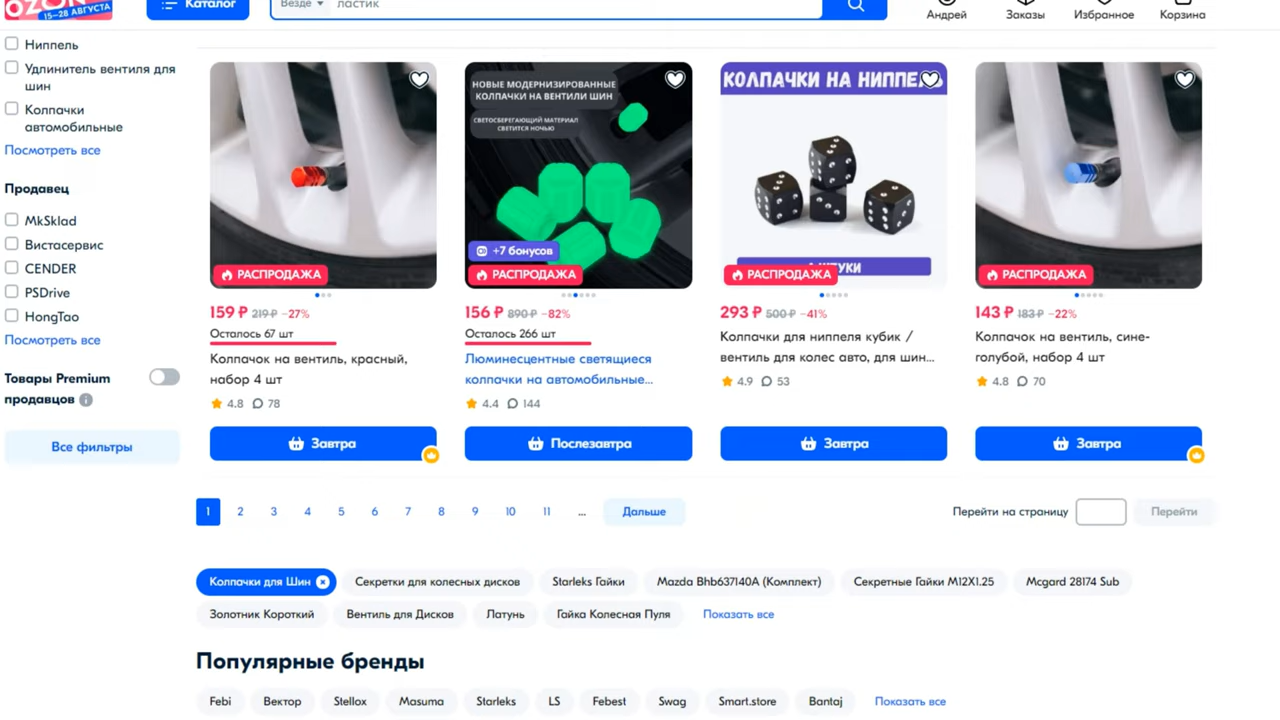 OZON
15–28 АВГУСТА
Каталог
Везде
ластик
Андрей
Заказы
Избранное
Корзина
Ниппель
Удлинитель вентиля для
шин
Колпачки
автомобильные
Посмотреть все
Продавец
MkSklad
Вистасервис
CENDER
PSDrive
HongTao
Посмотреть все
Товары Premium
продавцов
Все фильтры
РАСПРОДАЖА
159 ₽ 219 ₽ −27%
Осталось 67 шт
Колпачок на вентиль, красный,
набор 4 шт
4.8 78
Завтра
НОВЫЕ МОДЕРНИЗИРОВАННЫЕ
КОЛПАЧКИ НА ВЕНТИЛИ ШИН
СВЕТОСБЕРЕГАЮЩИЙ МАТЕРИАЛ
СВЕТИТСЯ НОЧЬЮ
+7 бонусов
РАСПРОДАЖА
156 ₽ 890 ₽ −82%
Осталось 266 шт
Люминесцентные светящиеся
колпачки на автомобильные...
4.4 144
Послезавтра
КОЛПАЧКИ НА
РАСПРОДАЖА
293 ₽ 500 ₽ −41%
Колпачки для ниппеля кубик /
вентиль для колес авто, для шин...
4.9 53
Завтра
РАСПРОДАЖА
143 ₽ 183 ₽ −22%
Колпачок на вентиль, сине-
голубой, набор 4 шт
4.8 70
Завтра
1 2 3 4 5 6 7 8 9 10 11 ... Дальше
Перейти на страницу Перейти
Колпачки для Шин Секретки для колесных дисков Starleks Гайки Mazda Bhb637140A (Комплект) Секретные Гайки M12X1.25 Mcgard 28174 Sub
Золотник Короткий Вентиль для Дисков Латунь Гайка Колесная Пуля Показать все
Популярные бренды
Febi Вектор Stellox Masuma Starleks LS Febest Swag Smart.store Bantaj Показать все